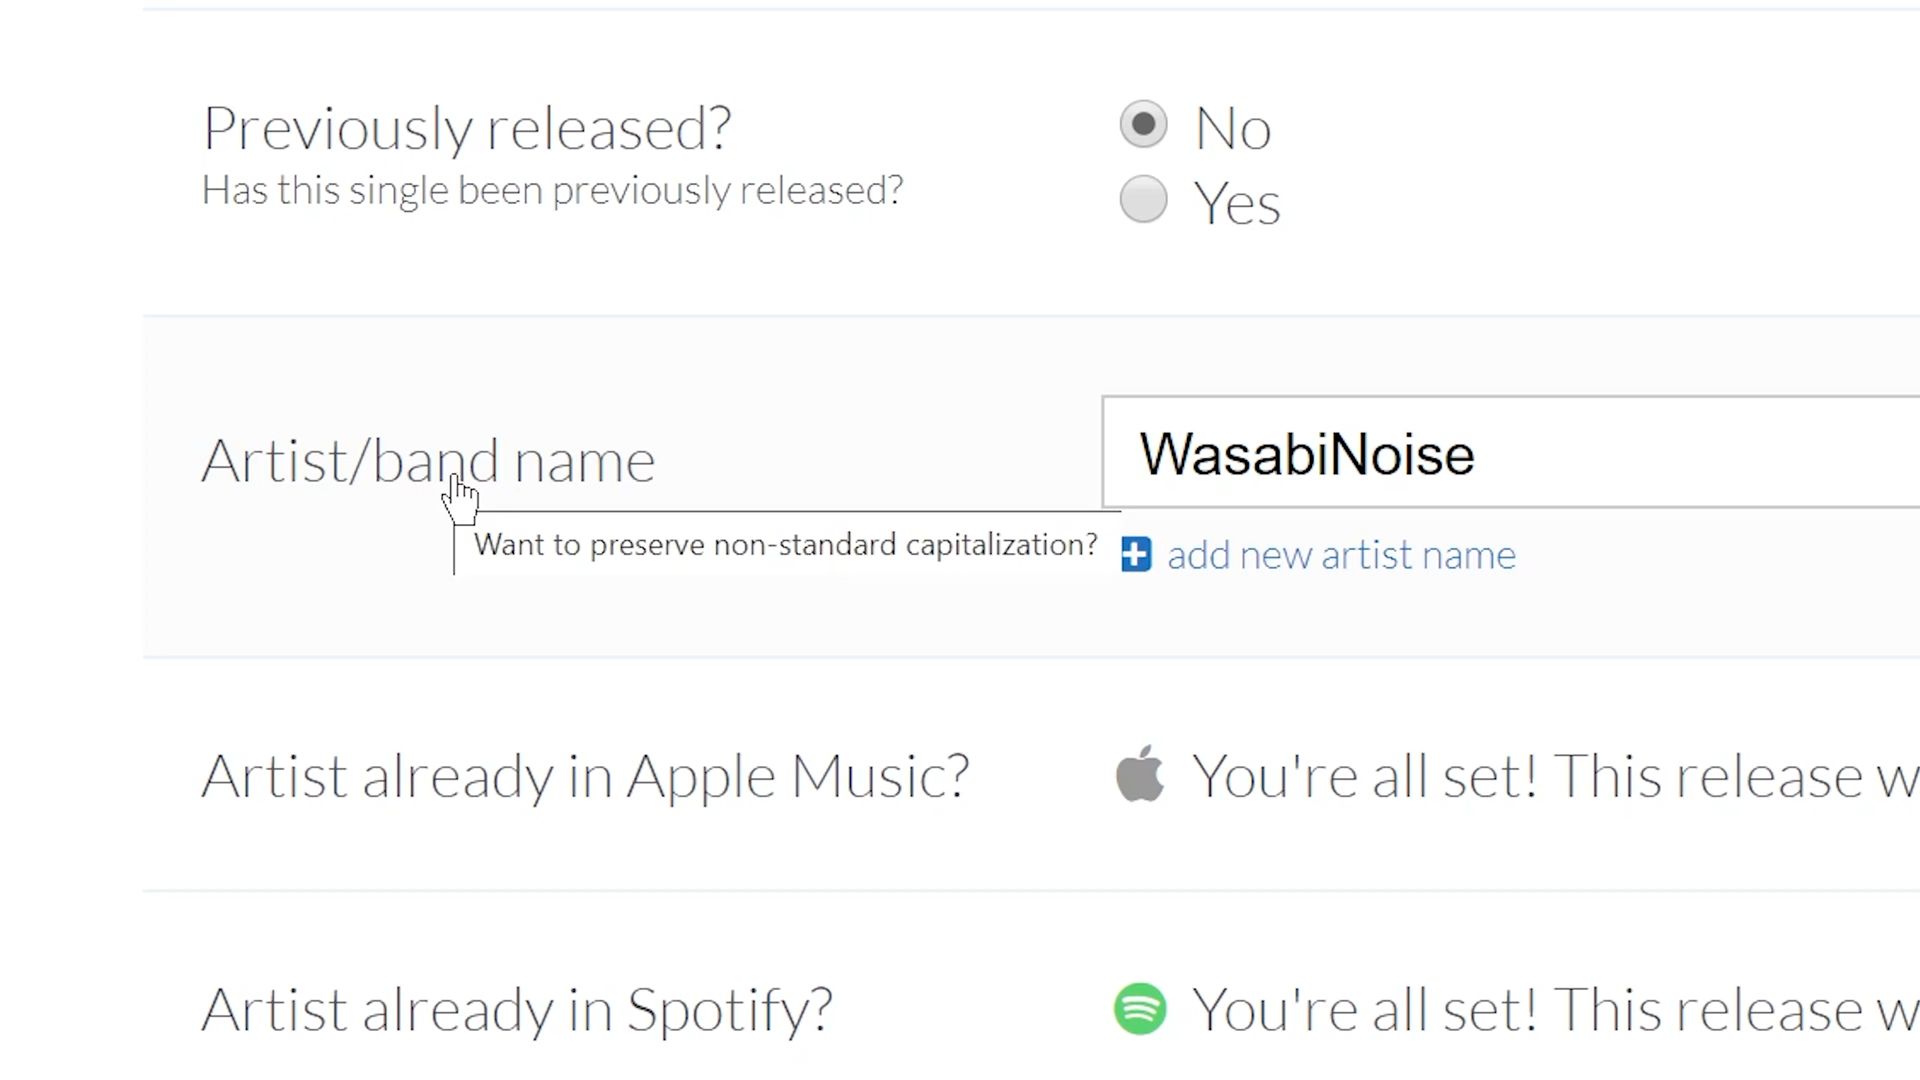 Previously released?
Has this single been previously released?
No
Yes
Artist/band name
WasabiNoise
Want to preserve non-standard capitalization?
add new artist name
Artist already in Apple Music?
You're all set! This release w
Artist already in Spotify?
You're all set! This release w